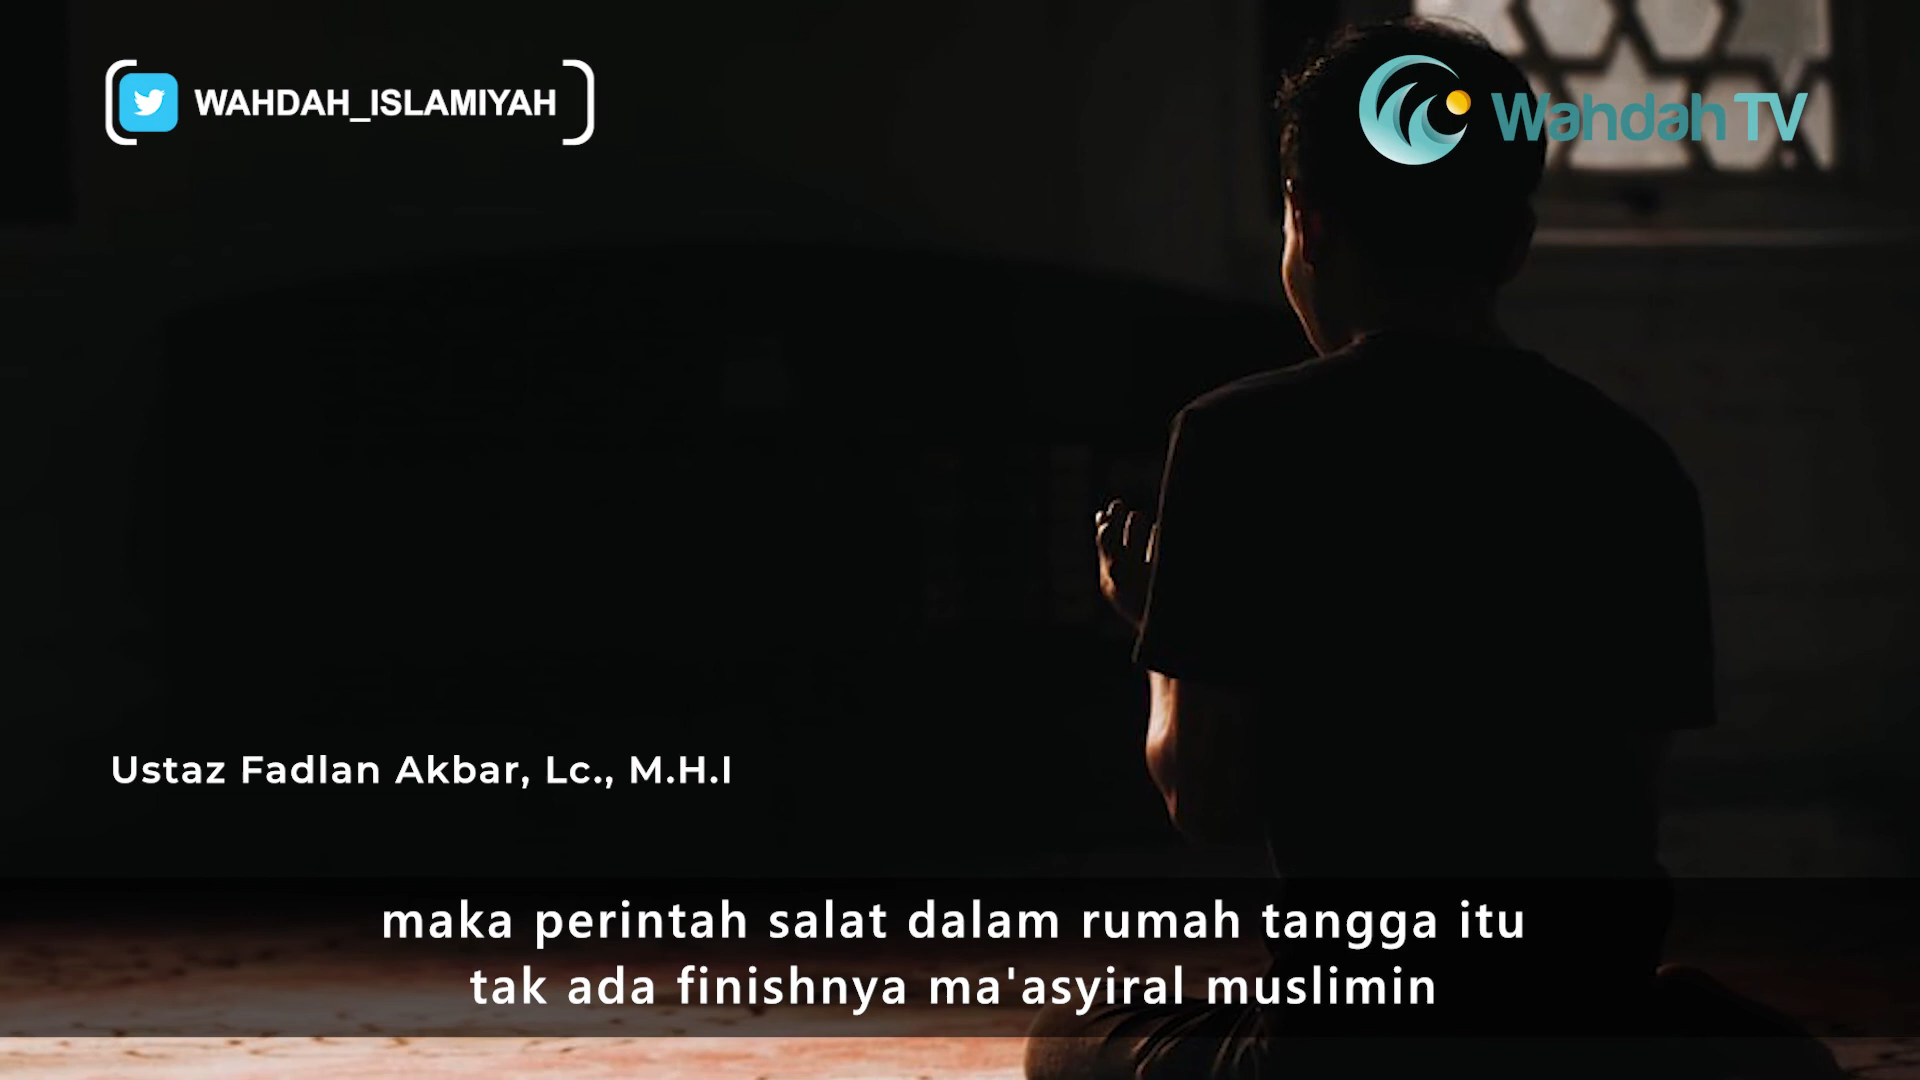 WAHDAH_ISLAMIYAH
Wahdah TV
Ustaz Fadlan Akbar, Lc., M.H.I
maka perintah salat dalam rumah tangga itu
tak ada finishnya ma'asyiral muslimin